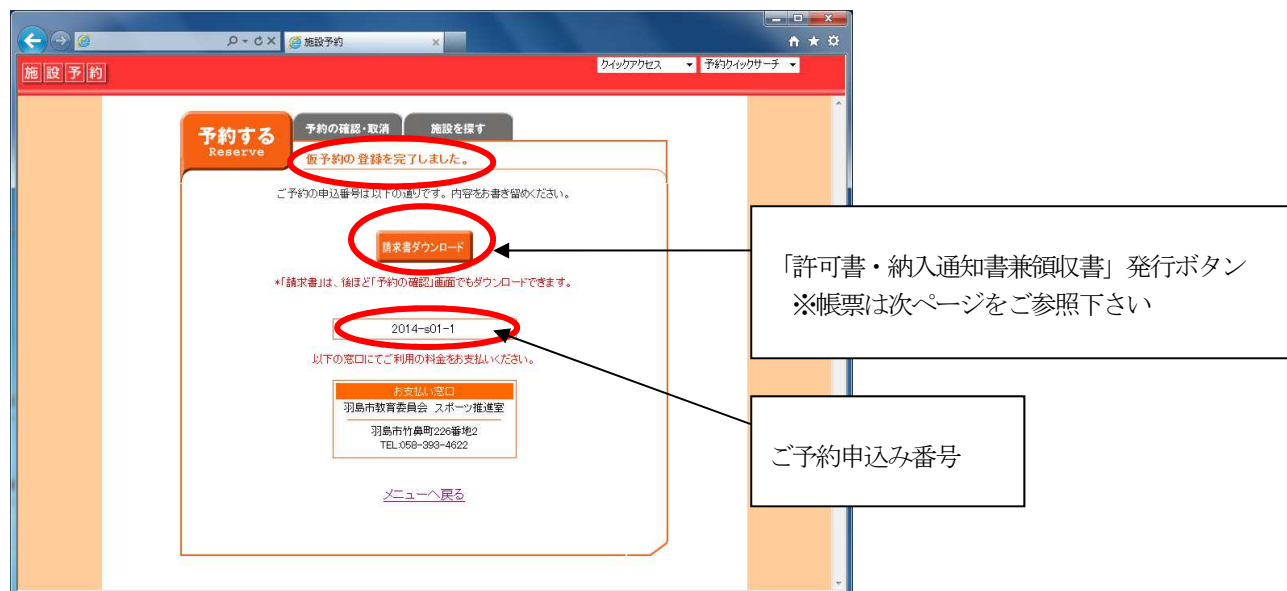 施設予約
施設予約
クイックアクセス
予約クイックサーチ
予約する
Reserve
予約の確認・取消
施設を探す
仮予約の登録を完了しました。
ご予約の申込番号は以下の通りです。内容をお書き留めください。
請求書ダウンロード
*「請求書」は、後ほど「予約の確認」画面でもダウンロードできます。
2014-s01-1
以下の窓口にてご利用の料金をお支払いください。
お支払い窓口
羽島市教育委員会 スポーツ推進室
羽島市竹鼻町226番地2
TEL:058-393-4622
メニューへ戻る
「許可書・納入通知書兼領収書」発行ボタン
※帳票は次ページをご参照下さい
ご予約申込み番号